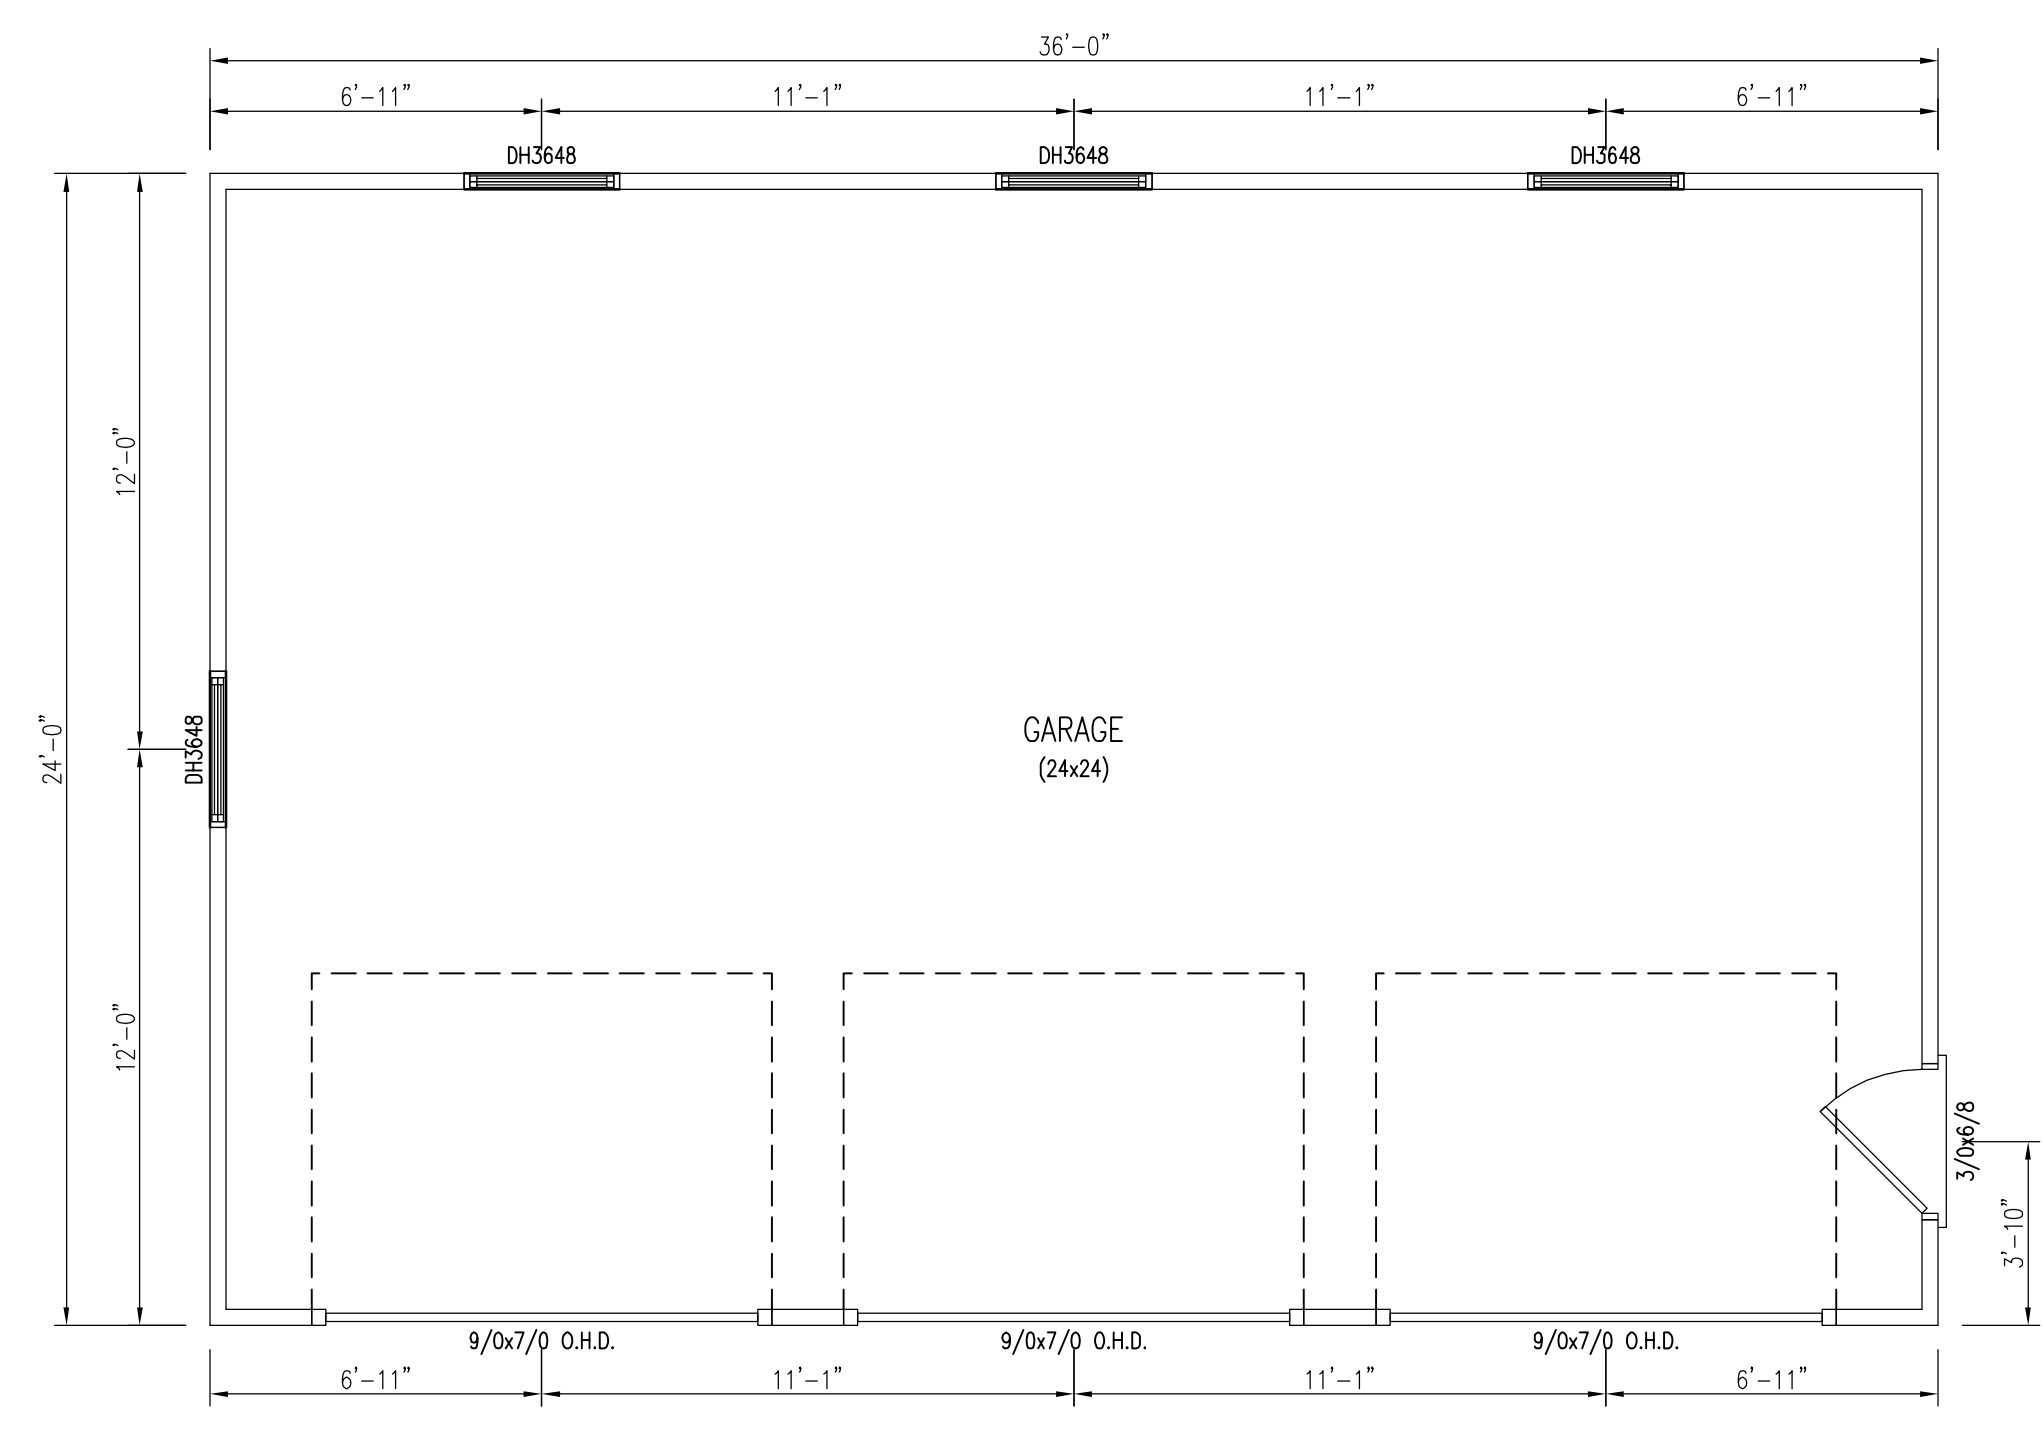 36'-0"
6'-11" 11'-1" 11'-1" 6'-11"
DH3648 DH3648 DH3648
12'-0"
24'-0"
DH3648
GARAGE
(24x24)
12'-0"
3/0x6/8
3'-10"
9/0x7/0 O.H.D. 9/0x7/0 O.H.D. 9/0x7/0 O.H.D.
6'-11" 11'-1" 11'-1" 6'-11"